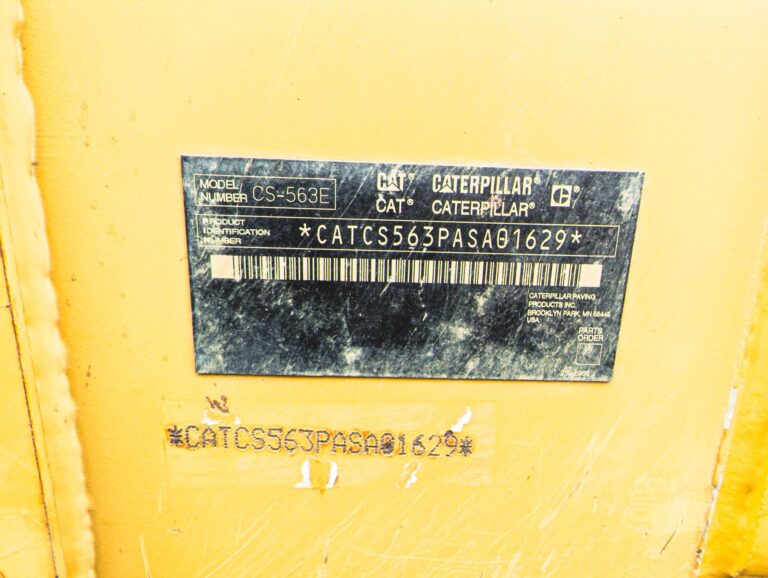 MODEL NUMBER CS-563E
CAT® CATERPILLAR®
CAT® CATERPILLAR®
PRODUCT
IDENTIFICATION
NUMBER
*CATCS563PASA01629*
CATERPILLAR PAVING
PRODUCTS INC.
BROOKLYN PARK, MN 55445
USA
PARTS
ORDER
*CATCS563PASA01629*